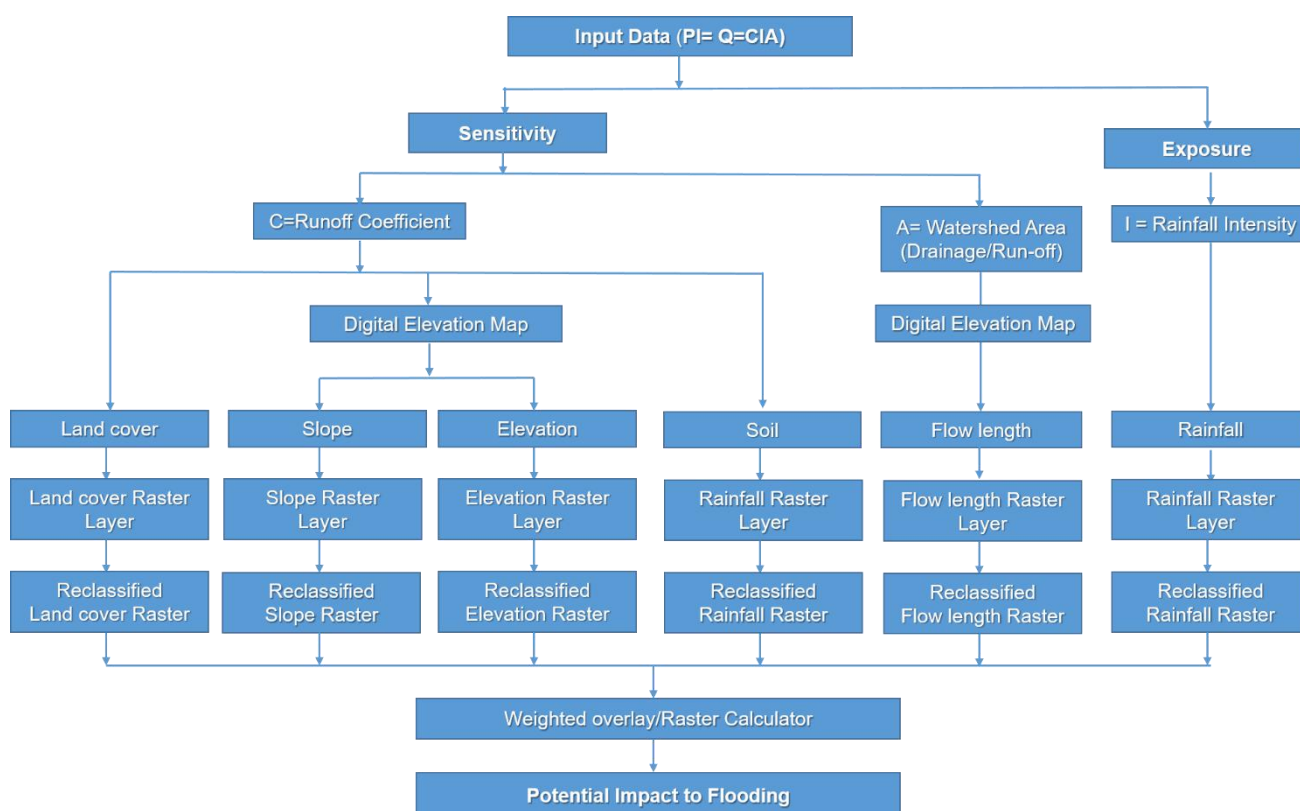 Input Data (PI= Q=CIA)
Sensitivity
Exposure
C=Runoff Coefficient
A= Watershed Area
(Drainage/Run-off)
I = Rainfall Intensity
Digital Elevation Map
Digital Elevation Map
Land cover
Slope
Elevation
Soil
Flow length
Rainfall
Land cover Raster
Layer
Slope Raster
Layer
Elevation Raster
Layer
Rainfall Raster
Layer
Flow length Raster
Layer
Rainfall Raster
Layer
Reclassified
Land cover Raster
Reclassified
Slope Raster
Reclassified
Elevation Raster
Reclassified
Rainfall Raster
Reclassified
Flow length Raster
Reclassified
Rainfall Raster
Weighted overlay/Raster Calculator
Potential Impact to Flooding